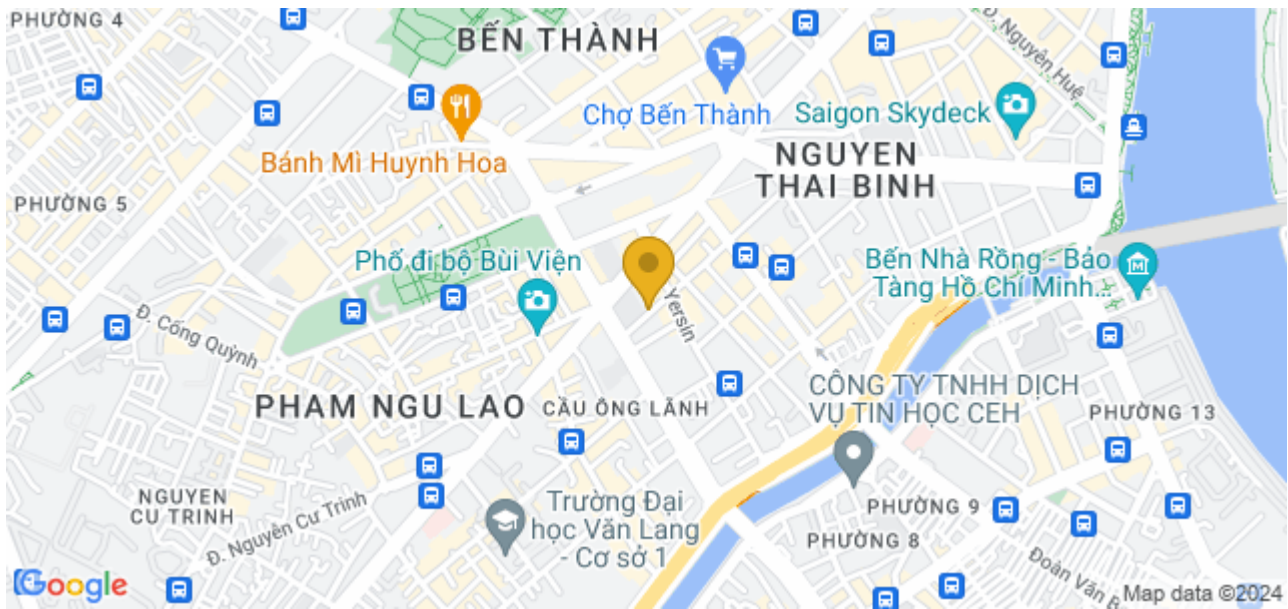 PHƯỜNG 4
BẾN THÀNH
Đ. Nguyễn Huệ
Chợ Bến Thành
Saigon Skydeck
Bánh Mì Huynh Hoa
NGUYEN
THAI BINH
PHƯỜNG 5
Phố đi bộ Bùi Viện
Bến Nhà Rồng - Bảo
Tàng Hồ Chí Minh...
Yersin
Đ. Cống Quỳnh
CÔNG TY TNHH DỊCH
VỤ TIN HỌC CEH
PHAM NGU LAO
CẦU ÔNG LÃNH
PHƯỜNG 13
NGUYEN
CU TRINH
Đ. Nguyễn Cư Trinh
Trường Đại
học Văn Lang
- Cơ sở 1
PHƯỜNG 9
PHƯỜNG 8
Đoàn Văn B
Google
Map data ©2024